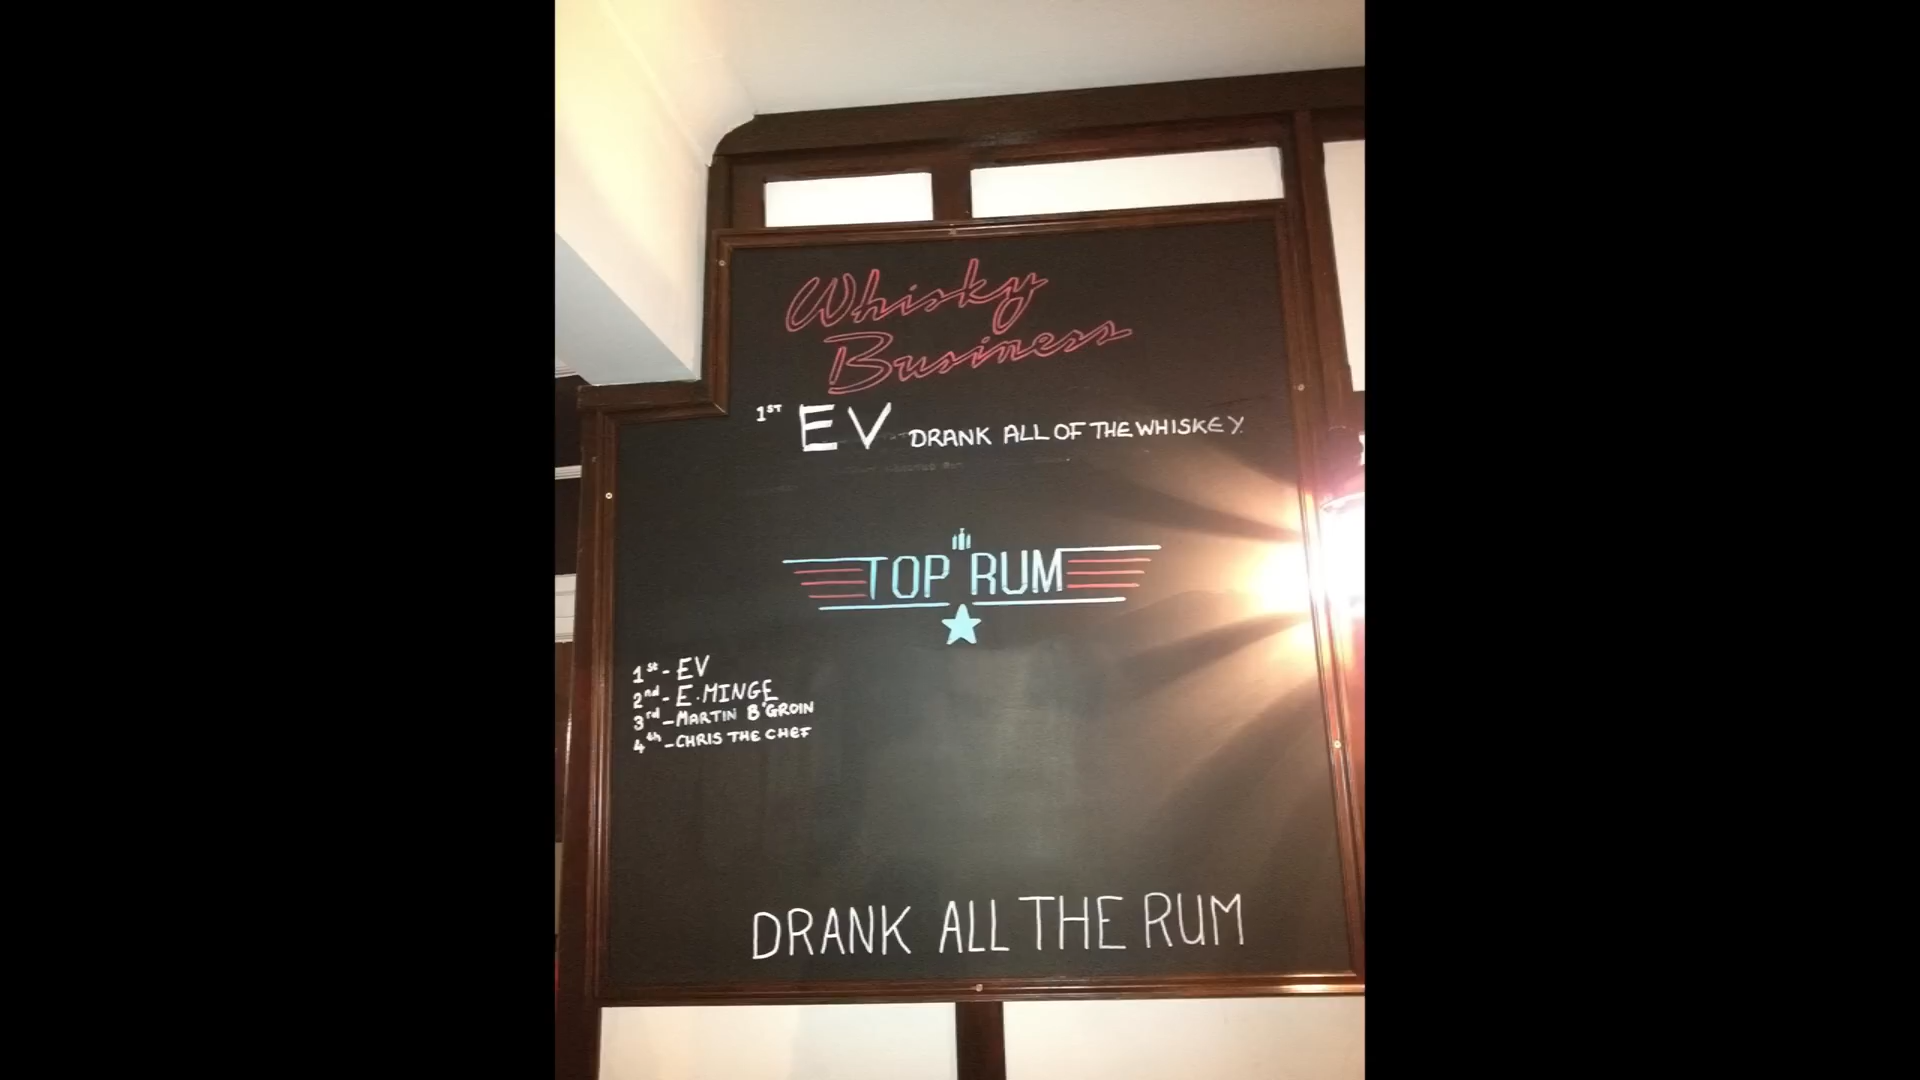 Whisky
Business
1ST EV DRANK ALL OF THE WHISKEY.
TOP RUM
1st - EV
2nd - E.MINGE
3rd - MARTIN B'GROIN
4th - CHRIS THE CHEF
DRANK ALL THE RUM